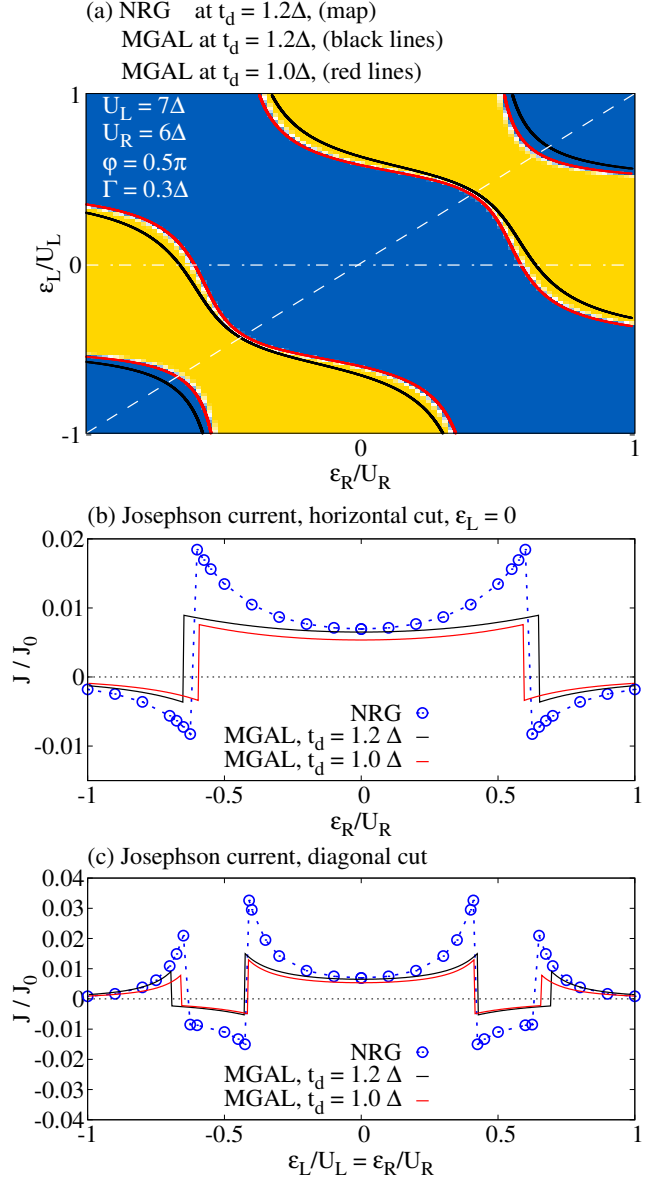 (a) NRG at t_d = 1.2Δ, (map)
MGAL at t_d = 1.2Δ, (black lines)
MGAL at t_d = 1.0Δ, (red lines)
U_L = 7Δ
U_R = 6Δ
φ = 0.5π
Γ = 0.3Δ
1
0
-1
ε_L/U_L
0
1
ε_R/U_R
(b) Josephson current, horizontal cut, ε_L = 0
0.02
0.01
0
-0.01
J / J_0
NRG
MGAL, t_d = 1.2 Δ
MGAL, t_d = 1.0 Δ
-1
-0.5
0
0.5
1
ε_R/U_R
(c) Josephson current, diagonal cut
0.04
0.03
0.02
0.01
0
-0.01
-0.02
-0.03
-0.04
J / J_0
NRG
MGAL, t_d = 1.2 Δ
MGAL, t_d = 1.0 Δ
-1
-0.5
0
0.5
1
ε_L/U_L = ε_R/U_R